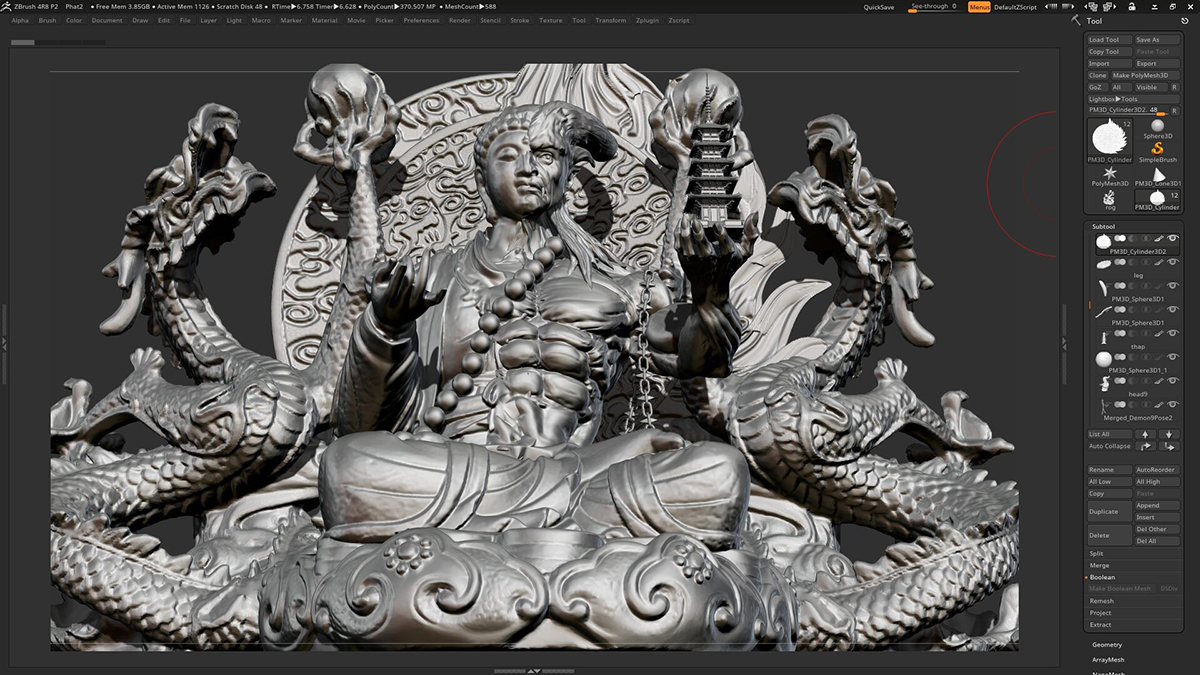 ZBrush 4R8 P2 Phat2 • Free Mem 3.85GB • Active Mem 1126 • Scratch Disk 48 • RTime▶6.758 Timer▶6.628 • PolyCount▶370.507 MP • MeshCount▶588 QuickSave See-through 0 Menus DefaultZScript
Alpha Brush Color Document Draw Edit File Layer Light Macro Marker Material Movie Picker Preferences Render Stencil Stroke Texture Tool Transform Zplugin Zscript
Tool
Load Tool Save As
Copy Tool Paste Tool
Import Export
Clone Make PolyMesh3D
GoZ All Visible R
Lightbox▶Tools
PM3D_Cylinder3D2. 48 R
12
Sphere3D
PM3D_Cylinder SimpleBrush
PolyMesh3D PM3D_Cone3D1
12
rog PM3D_Cylinder
Subtool
PM3D_Cylinder3D2
leg
PM3D_Sphere3D1
PM3D_Sphere3D1
thap
PM3D_Sphere3D1_1
head9
Merged_Demon9Pose2
List All
Auto Collapse
Rename AutoReorder
All Low All High
Copy Paste
Duplicate Append
Insert
Delete Del Other
Del All
Split
Merge
Boolean
Make Boolean Mesh DSDiv
Remesh
Project
Extract
Geometry
ArrayMesh
NanoMesh